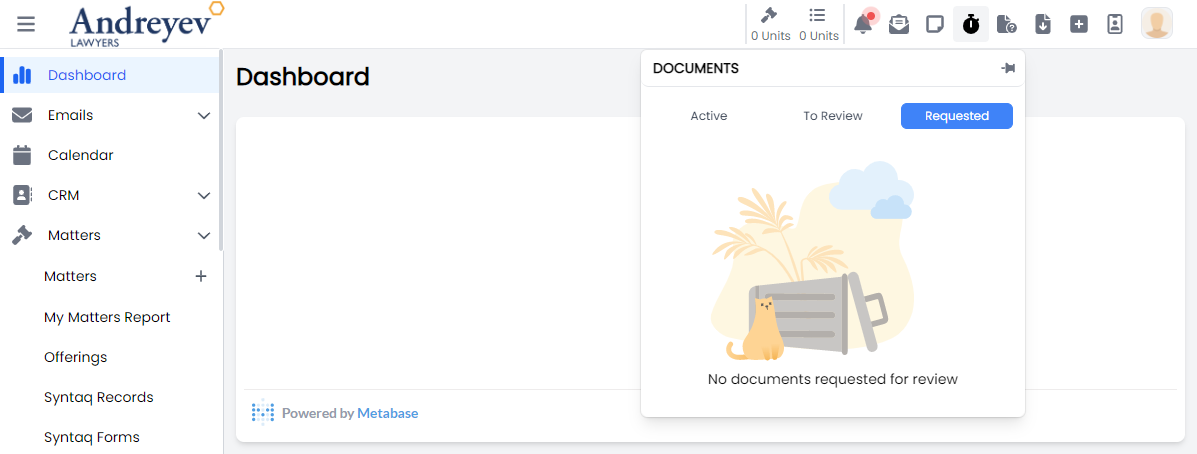 Andreyev
LAWYERS
0 Units 0 Units
Dashboard
Emails
Calendar
CRM
Matters
Matters
My Matters Report
Offerings
Syntaq Records
Syntaq Forms
Dashboard
Powered by Metabase
DOCUMENTS
Active To Review Requested
No documents requested for review